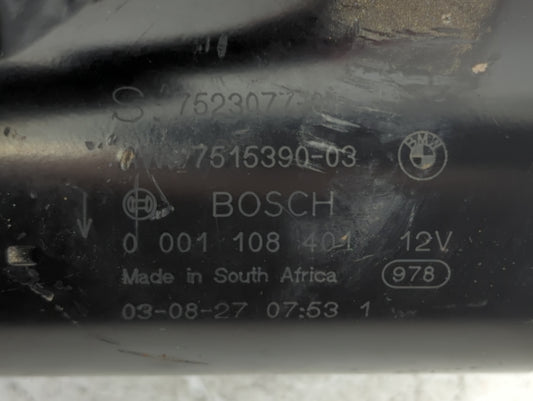 S 7523077
7515390-03
BOSCH
0 001 108 401 12V
Made in South Africa 978
03-08-27 07:53 1